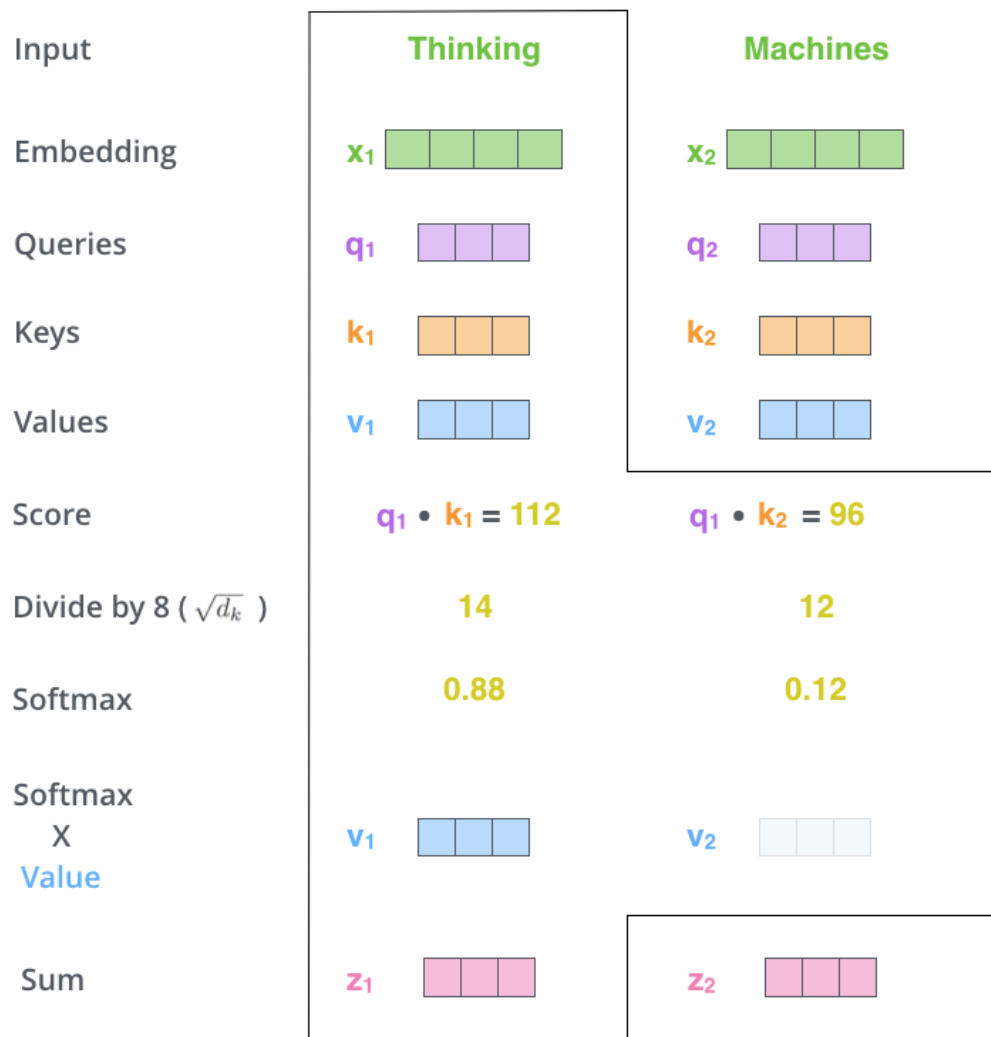 Input Thinking Machines
Embedding x₁ x₂
Queries q₁ q₂
Keys k₁ k₂
Values v₁ v₂
Score q₁ • k₁ = 112 q₁ • k₂ = 96
Divide by 8 ( √dₖ ) 14 12
Softmax 0.88 0.12
Softmax
X
Value v₁ v₂
Sum z₁ z₂